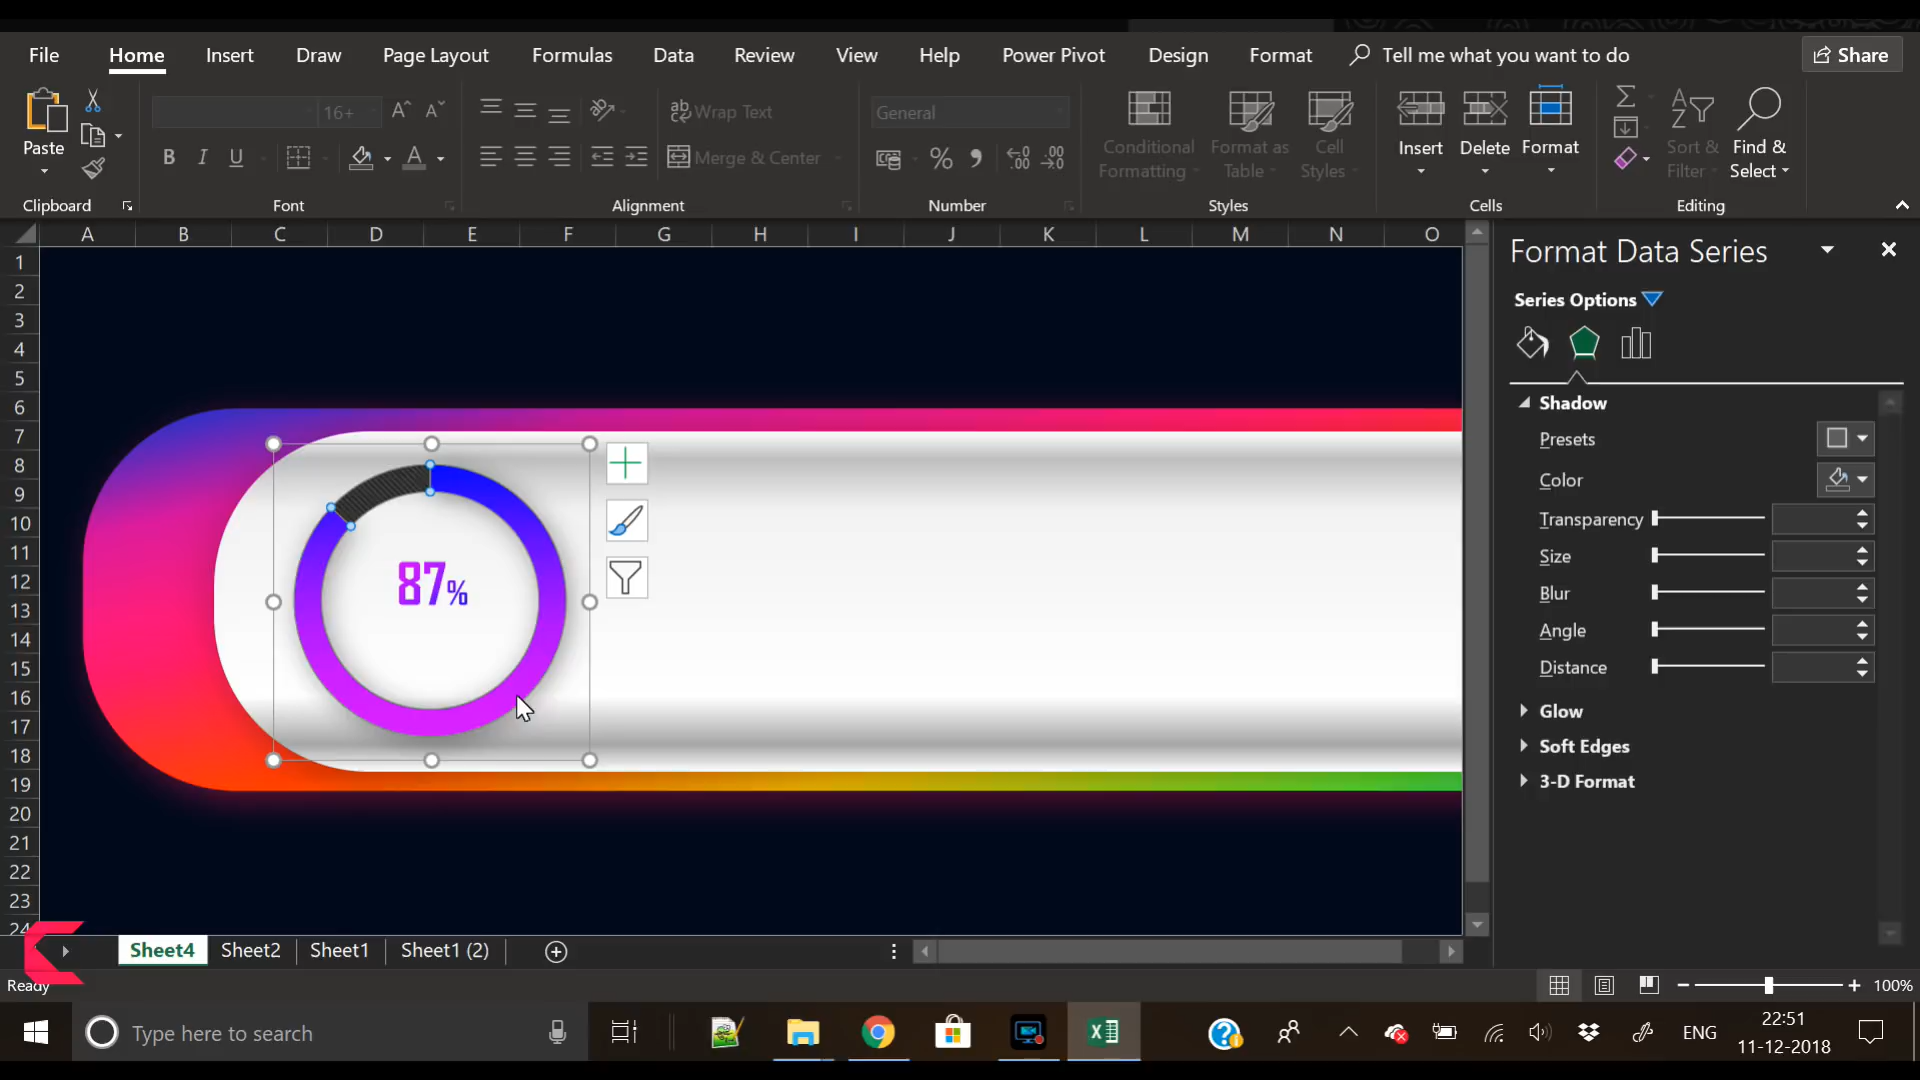 File Home Insert Draw Page Layout Formulas Data Review View Help Power Pivot Design Format Tell me what you want to do Share
Paste
16+
B I U
Wrap Text
Merge & Center
General
Conditional Formatting
Format as Table
Cell Styles
Insert Delete Format
Sort & Filter
Find & Select
Clipboard Font Alignment Number Styles Cells Editing
A B C D E F G H I J K L M N O
1
2
3
4
5
6
7
8
9
10
11
12
13
14
15
16
17
18
19
20
21
22
23
24
87%
Format Data Series
Series Options
Shadow
Presets
Color
Transparency
Size
Blur
Angle
Distance
Glow
Soft Edges
3-D Format
Sheet4 Sheet2 Sheet1 Sheet1 (2)
Ready
100%
Type here to search
ENG
22:51
11-12-2018